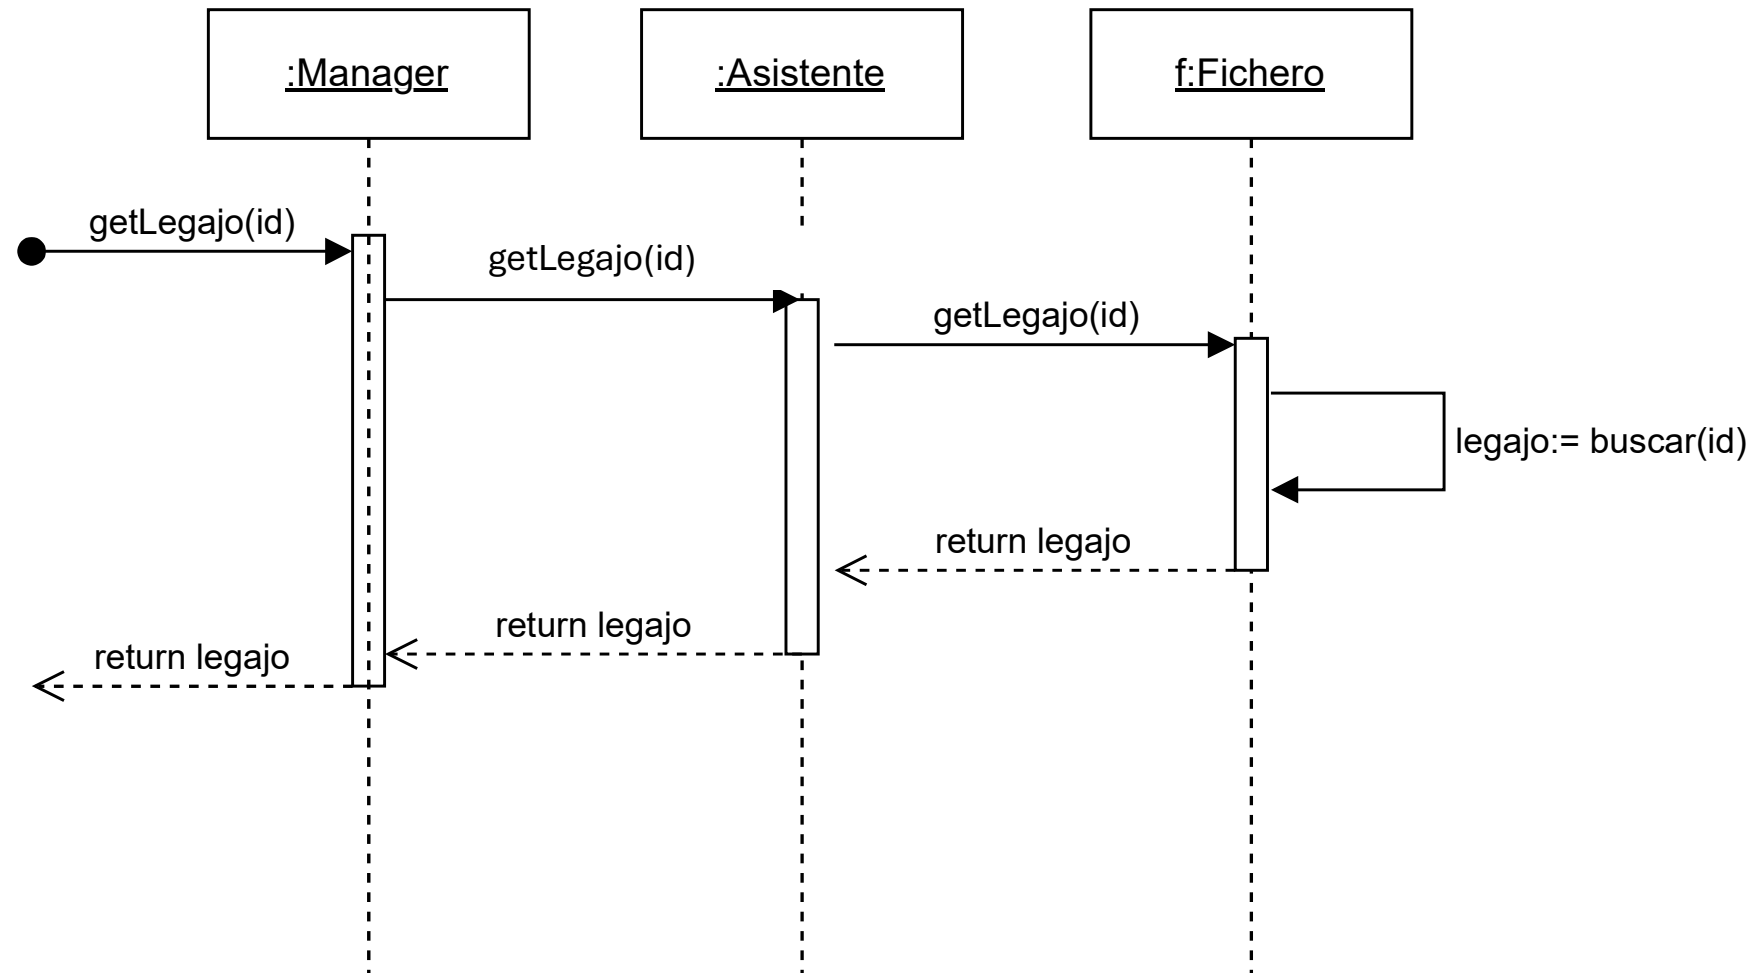 :Manager
:Asistente
f:Fichero
getLegajo(id)
getLegajo(id)
getLegajo(id)
legajo:= buscar(id)
return legajo
return legajo
return legajo